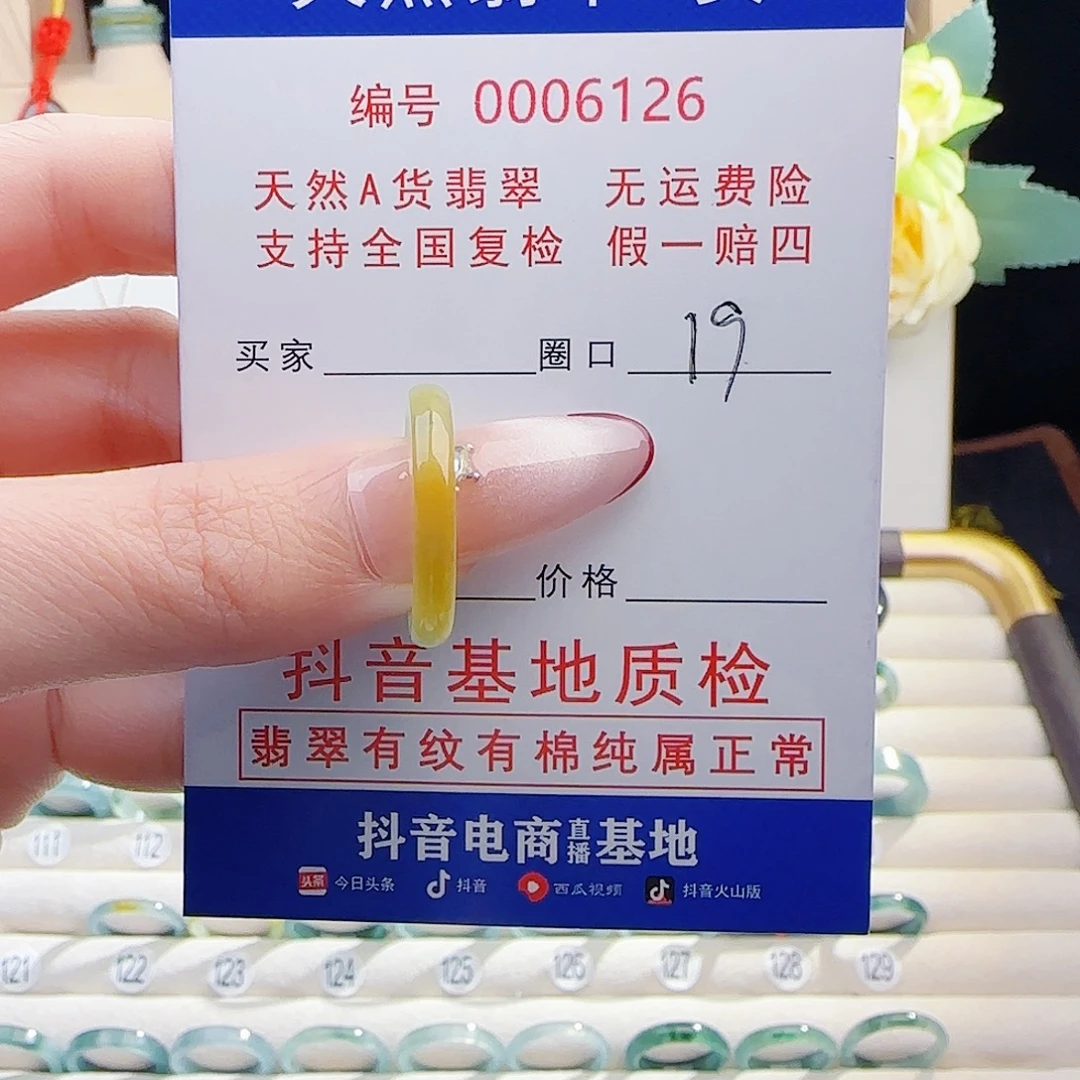 编号 0006126
天然A货翡翠 无运费险
支持全国复检 假一赔四
买家 圈口 19
价格
抖音基地质检
翡翠有纹有棉纯属正常
抖音电商直播基地
头条 今日头条 抖音 西瓜视频 抖音火山版
111 112
121 122 123 124 125 126 127 128 129